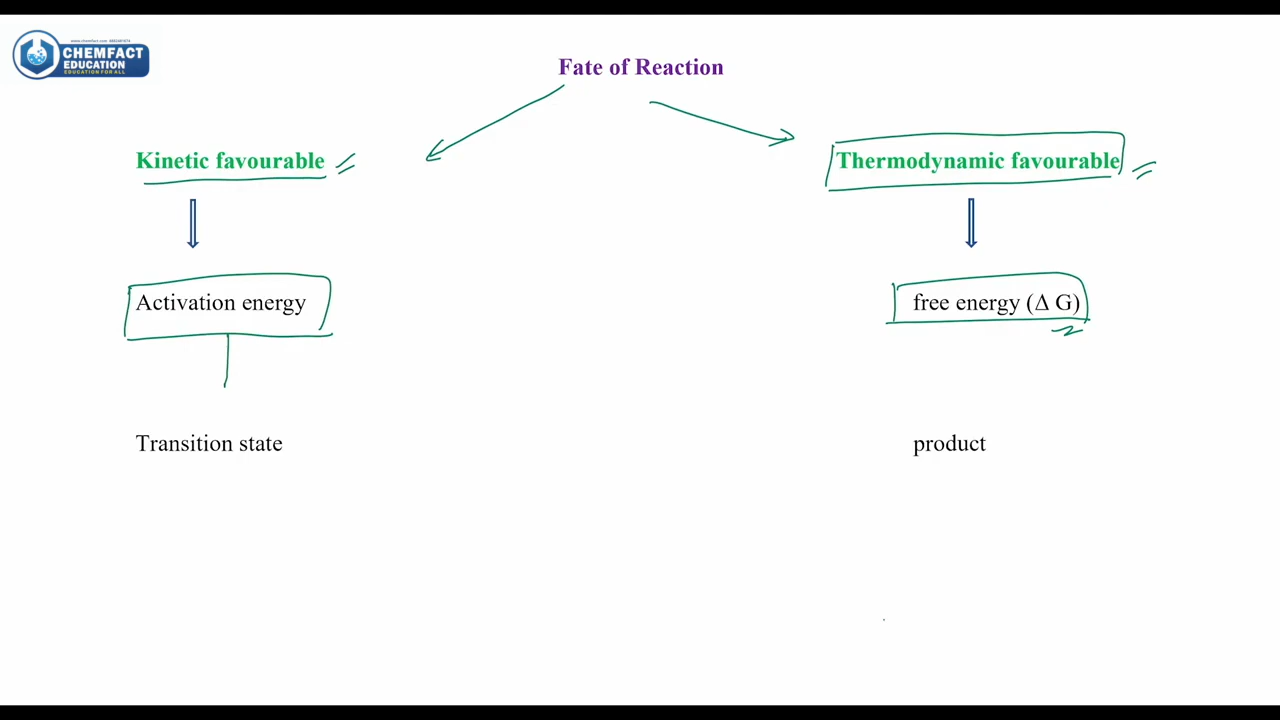 CHEMFACT
EDUCATION
EDUCATION FOR ALL
Fate of Reaction
Kinetic favourable
Thermodynamic favourable
Activation energy
free energy (Δ G)
Transition state
product